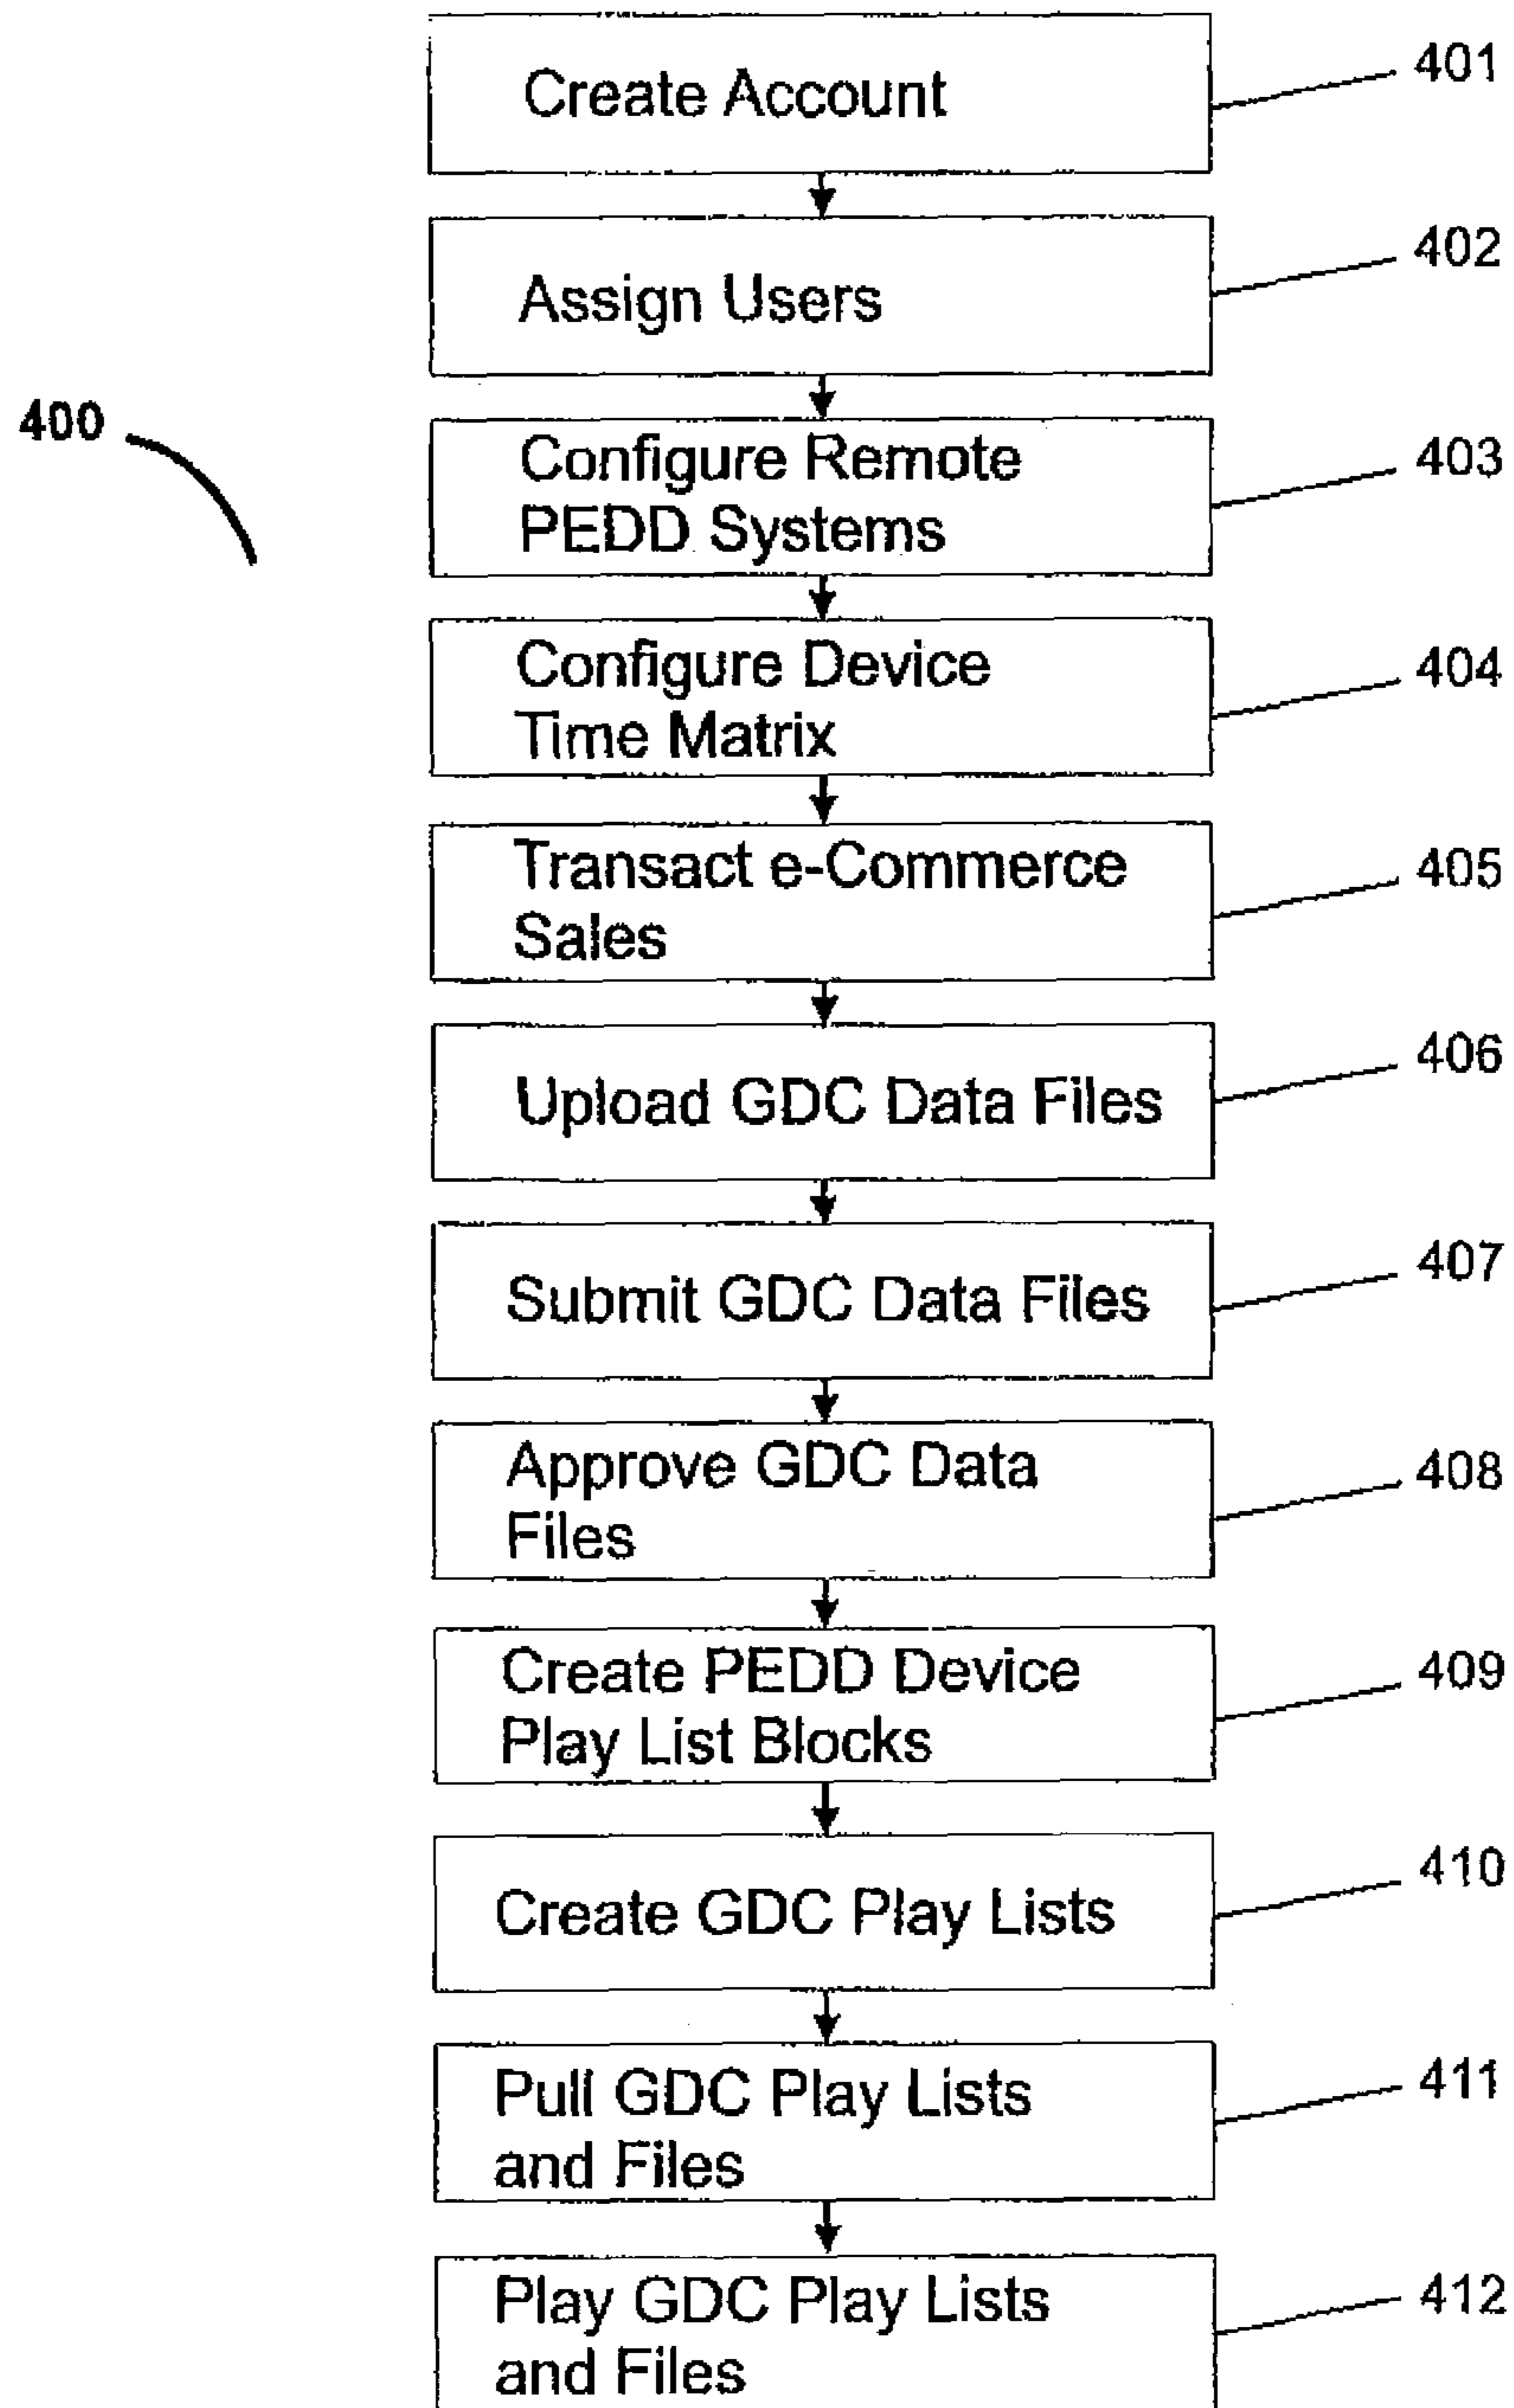 Create Account
401
Assign Users
402
400
Configure Remote
PEDD Systems
403
Configure Device
Time Matrix
404
Transact e-Commerce
Sales
405
Upload GDC Data Files
406
Submit GDC Data Files
407
Approve GDC Data
Files
408
Create PEDD Device
Play List Blocks
409
Create GDC Play Lists
410
Pull GDC Play Lists
and Files
411
Play GDC Play Lists
and Files
412